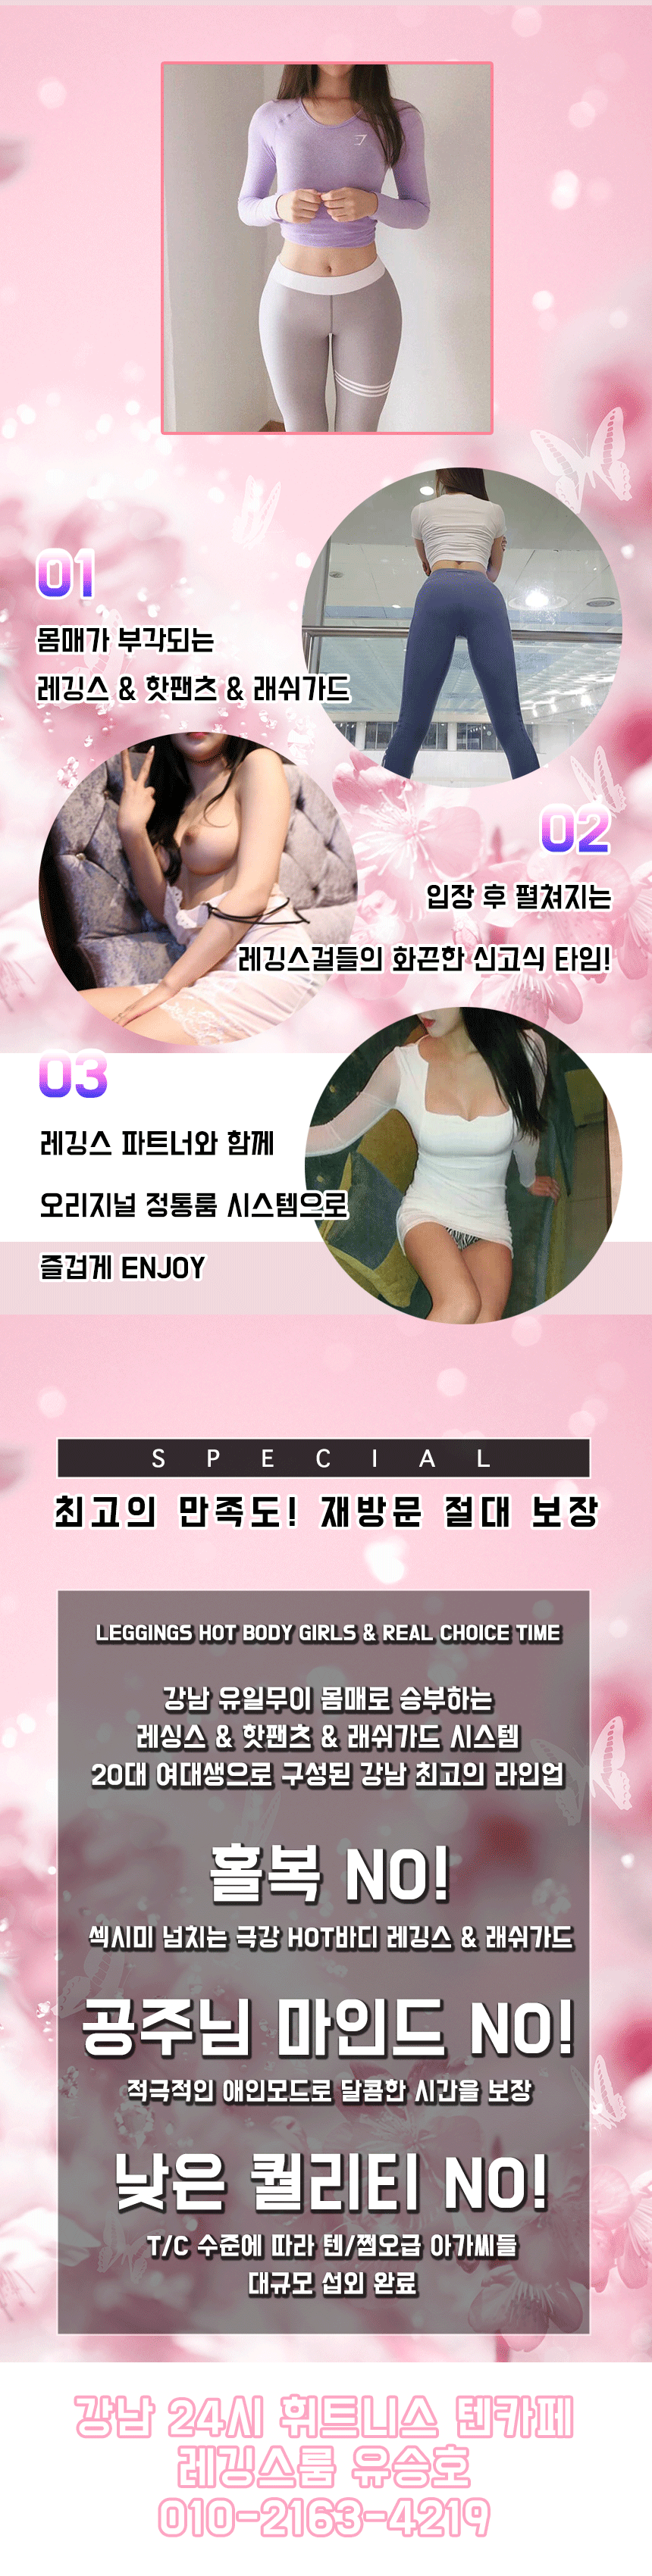 01
몸매가 부각되는
레깅스 & 핫팬츠 & 래쉬가드
02
입장 후 펼쳐지는
레깅스걸들의 화끈한 신고식 타임!
03
레깅스 파트너와 함께
오리지널 정통룸 시스템으로
즐겁게 ENJOY
SPECIAL
최고의 만족도! 재방문 절대 보장
LEGGINGS HOT BODY GIRLS & REAL CHOICE TIME
강남 유일무이 몸매로 승부하는
레싱스 & 핫팬츠 & 래쉬가드 시스템
20대 여대생으로 구성된 강남 최고의 라인업
홀복 NO!
섹시미 넘치는 극강 HOT바디 레깅스 & 래쉬가드
공주님 마인드 NO!
적극적인 애인모드로 달콤한 시간을 보장
낮은 퀄리티 NO!
T/C 수준에 따라 텐/쩜오급 아가씨들
대규모 섭외 완료
강남 24시 휘트니스 텐카페
레깅스룸 유승호
010-2163-4219